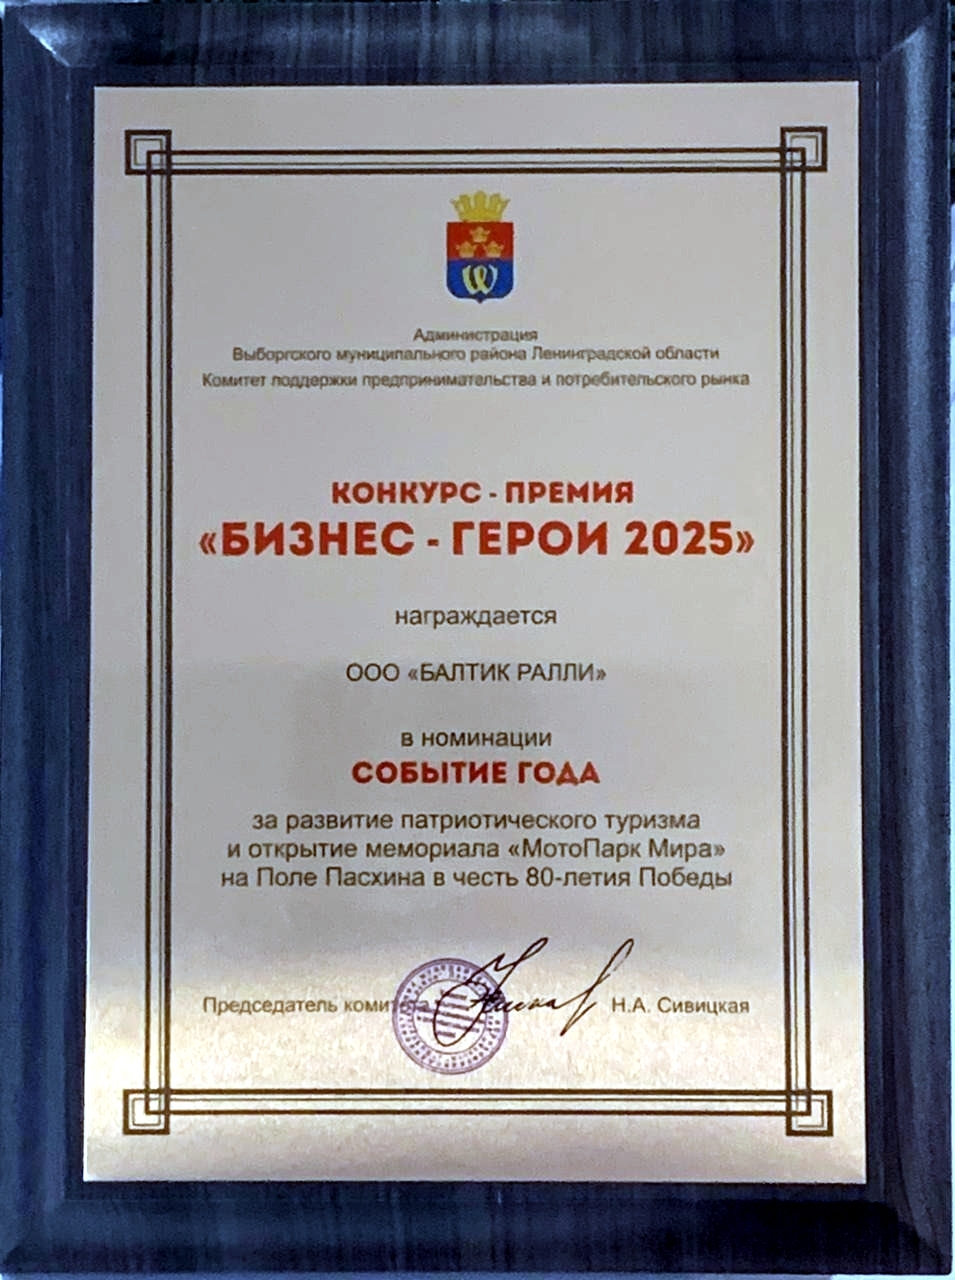 Администрация
Выборгского муниципального района Ленинградской области
Комитет поддержки предпринимательства и потребительского рынка
КОНКУРС - ПРЕМИЯ
«БИЗНЕС - ГЕРОИ 2025»
награждается
ООО «БАЛТИК РАЛЛИ»
в номинации
СОБЫТИЕ ГОДА
за развитие патриотического туризма
и открытие мемориала «МотоПарк Мира»
на Поле Пасхина в честь 80-летия Победы
Председатель комитета Н.А. Сивицкая